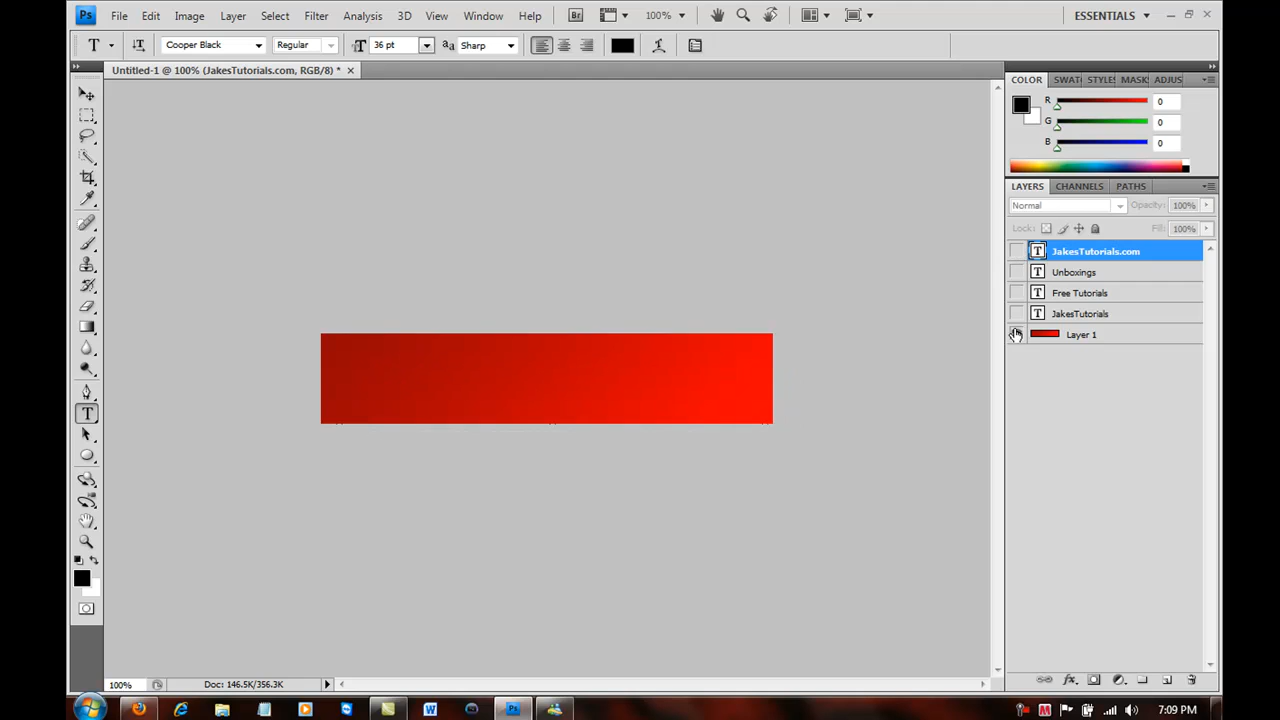 Ps File Edit Image Layer Select Filter Analysis 3D View Window Help Br 100% ESSENTIALS
T Cooper Black Regular 36 pt Sharp
Untitled-1 @ 100% (JakesTutorials.com, RGB/8) *
COLOR SWAT STYLES MASK ADJUS
R 0
G 0
B 0
LAYERS CHANNELS PATHS
Normal Opacity: 100%
Lock: Fill: 100%
T JakesTutorials.com
T Unboxings
T Free Tutorials
T JakesTutorials
Layer 1
100% Doc: 146.5K/356.3K
7:09 PM